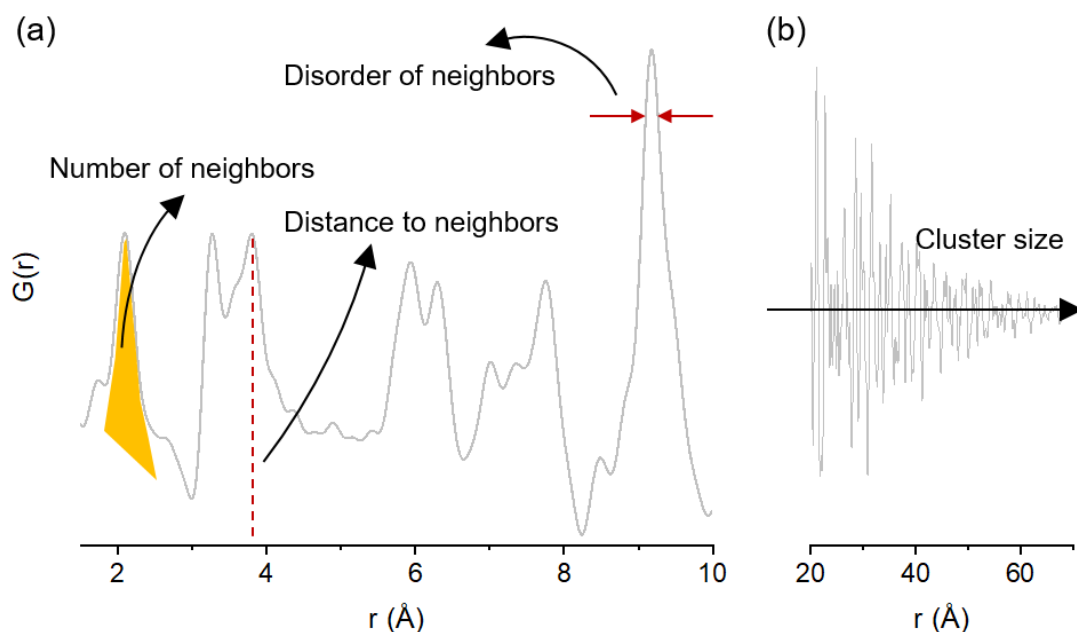 (a)
Disorder of neighbors
Number of neighbors
Distance to neighbors
G(r)
2 4 6 8 10
r (Å)
(b)
Cluster size
20 40 60
r (Å)